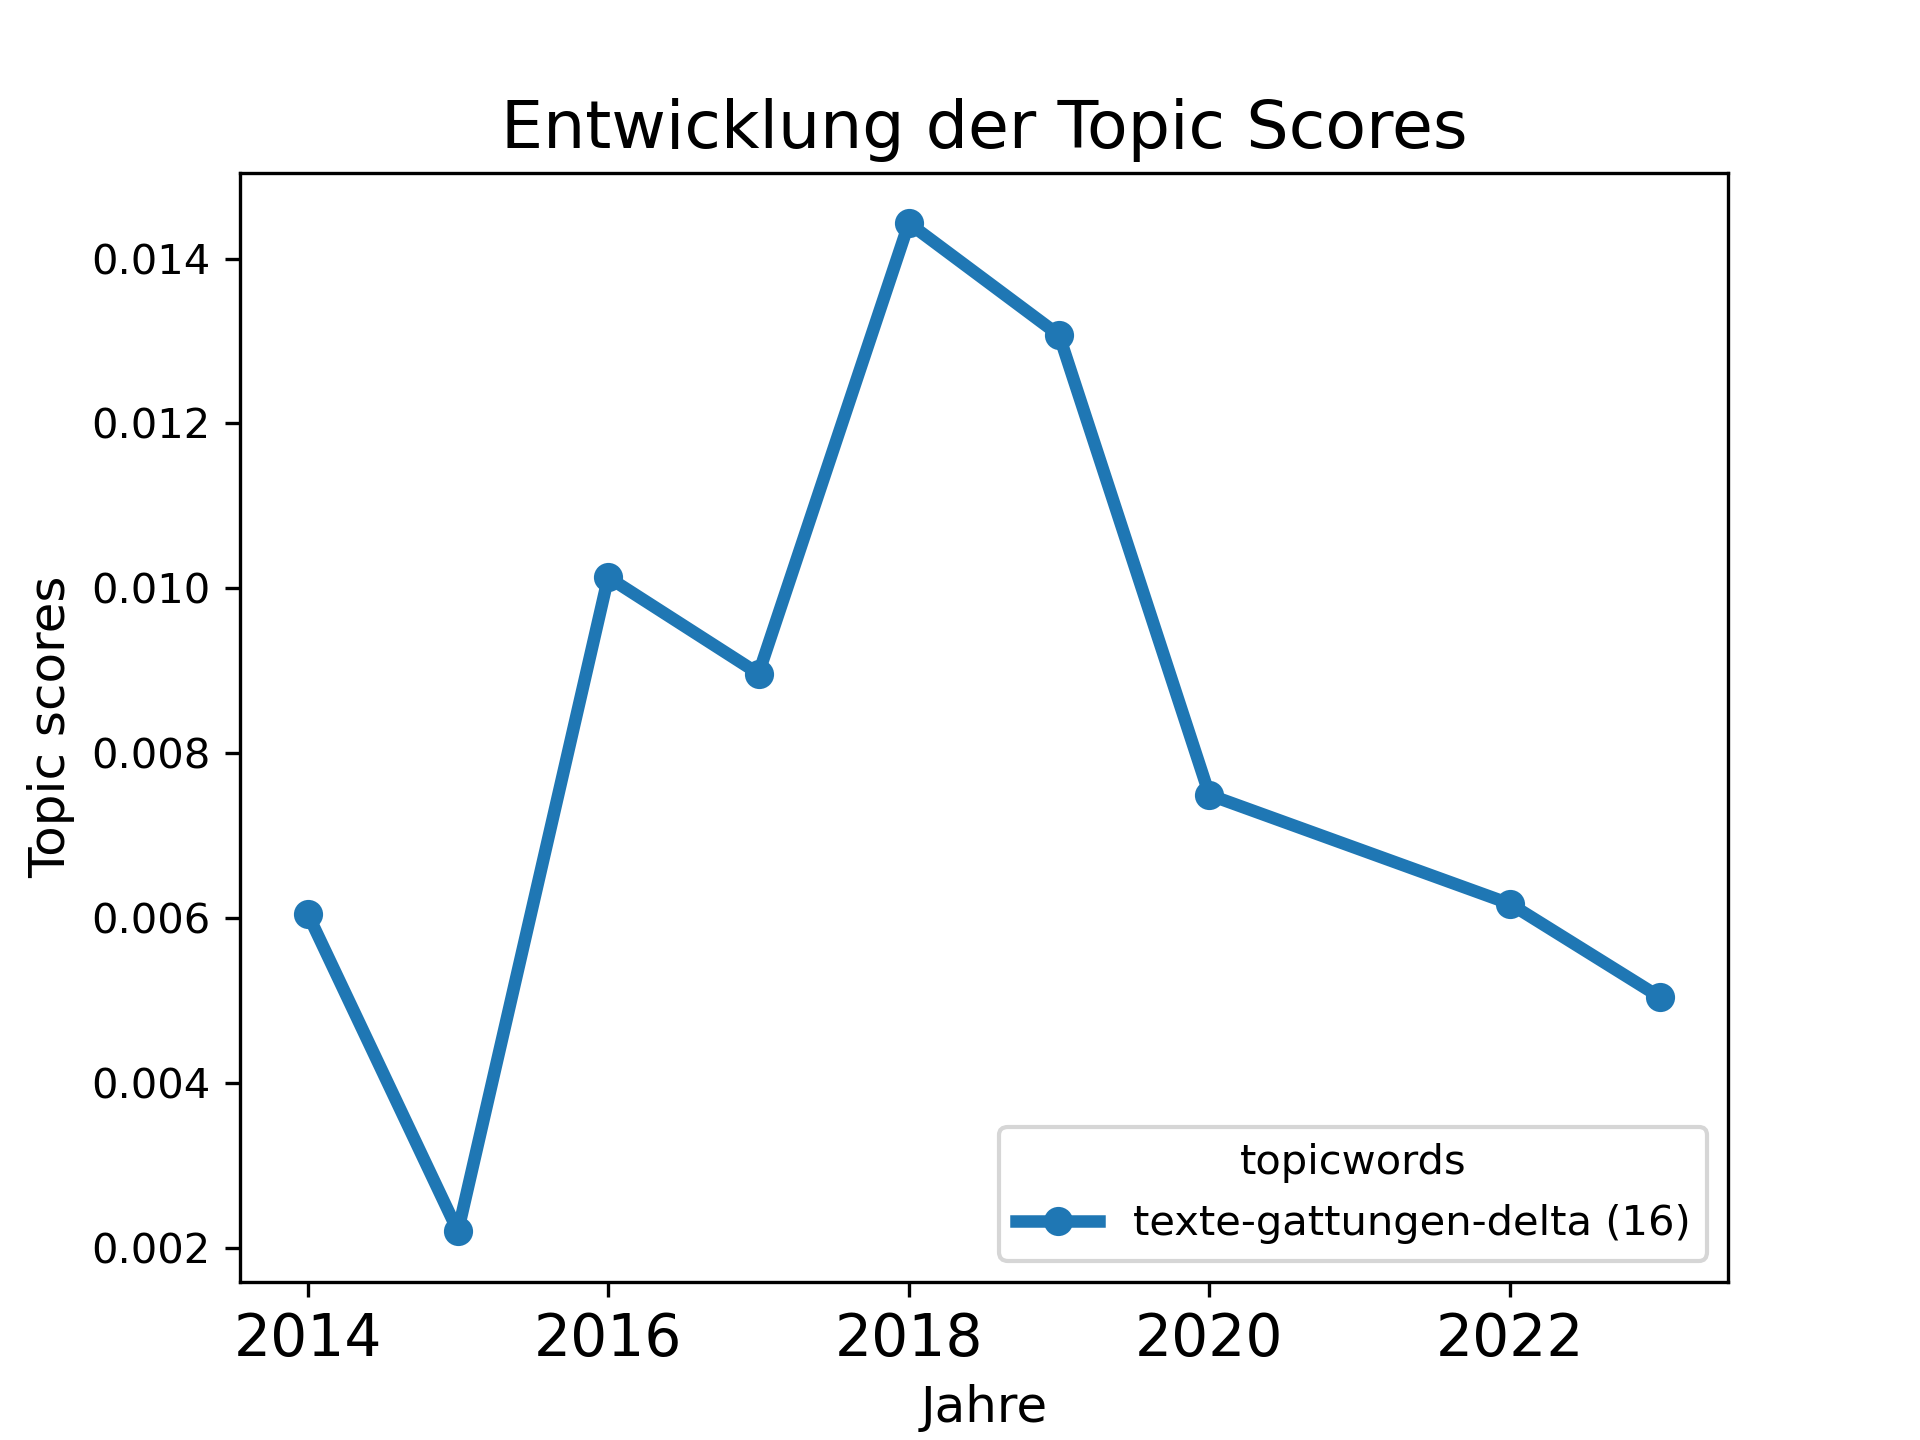 Entwicklung der Topic Scores
Topic scores
0.014
0.012
0.010
0.008
0.006
0.004
0.002
topicwords
texte-gattungen-delta (16)
2014 2016 2018 2020 2022
Jahre